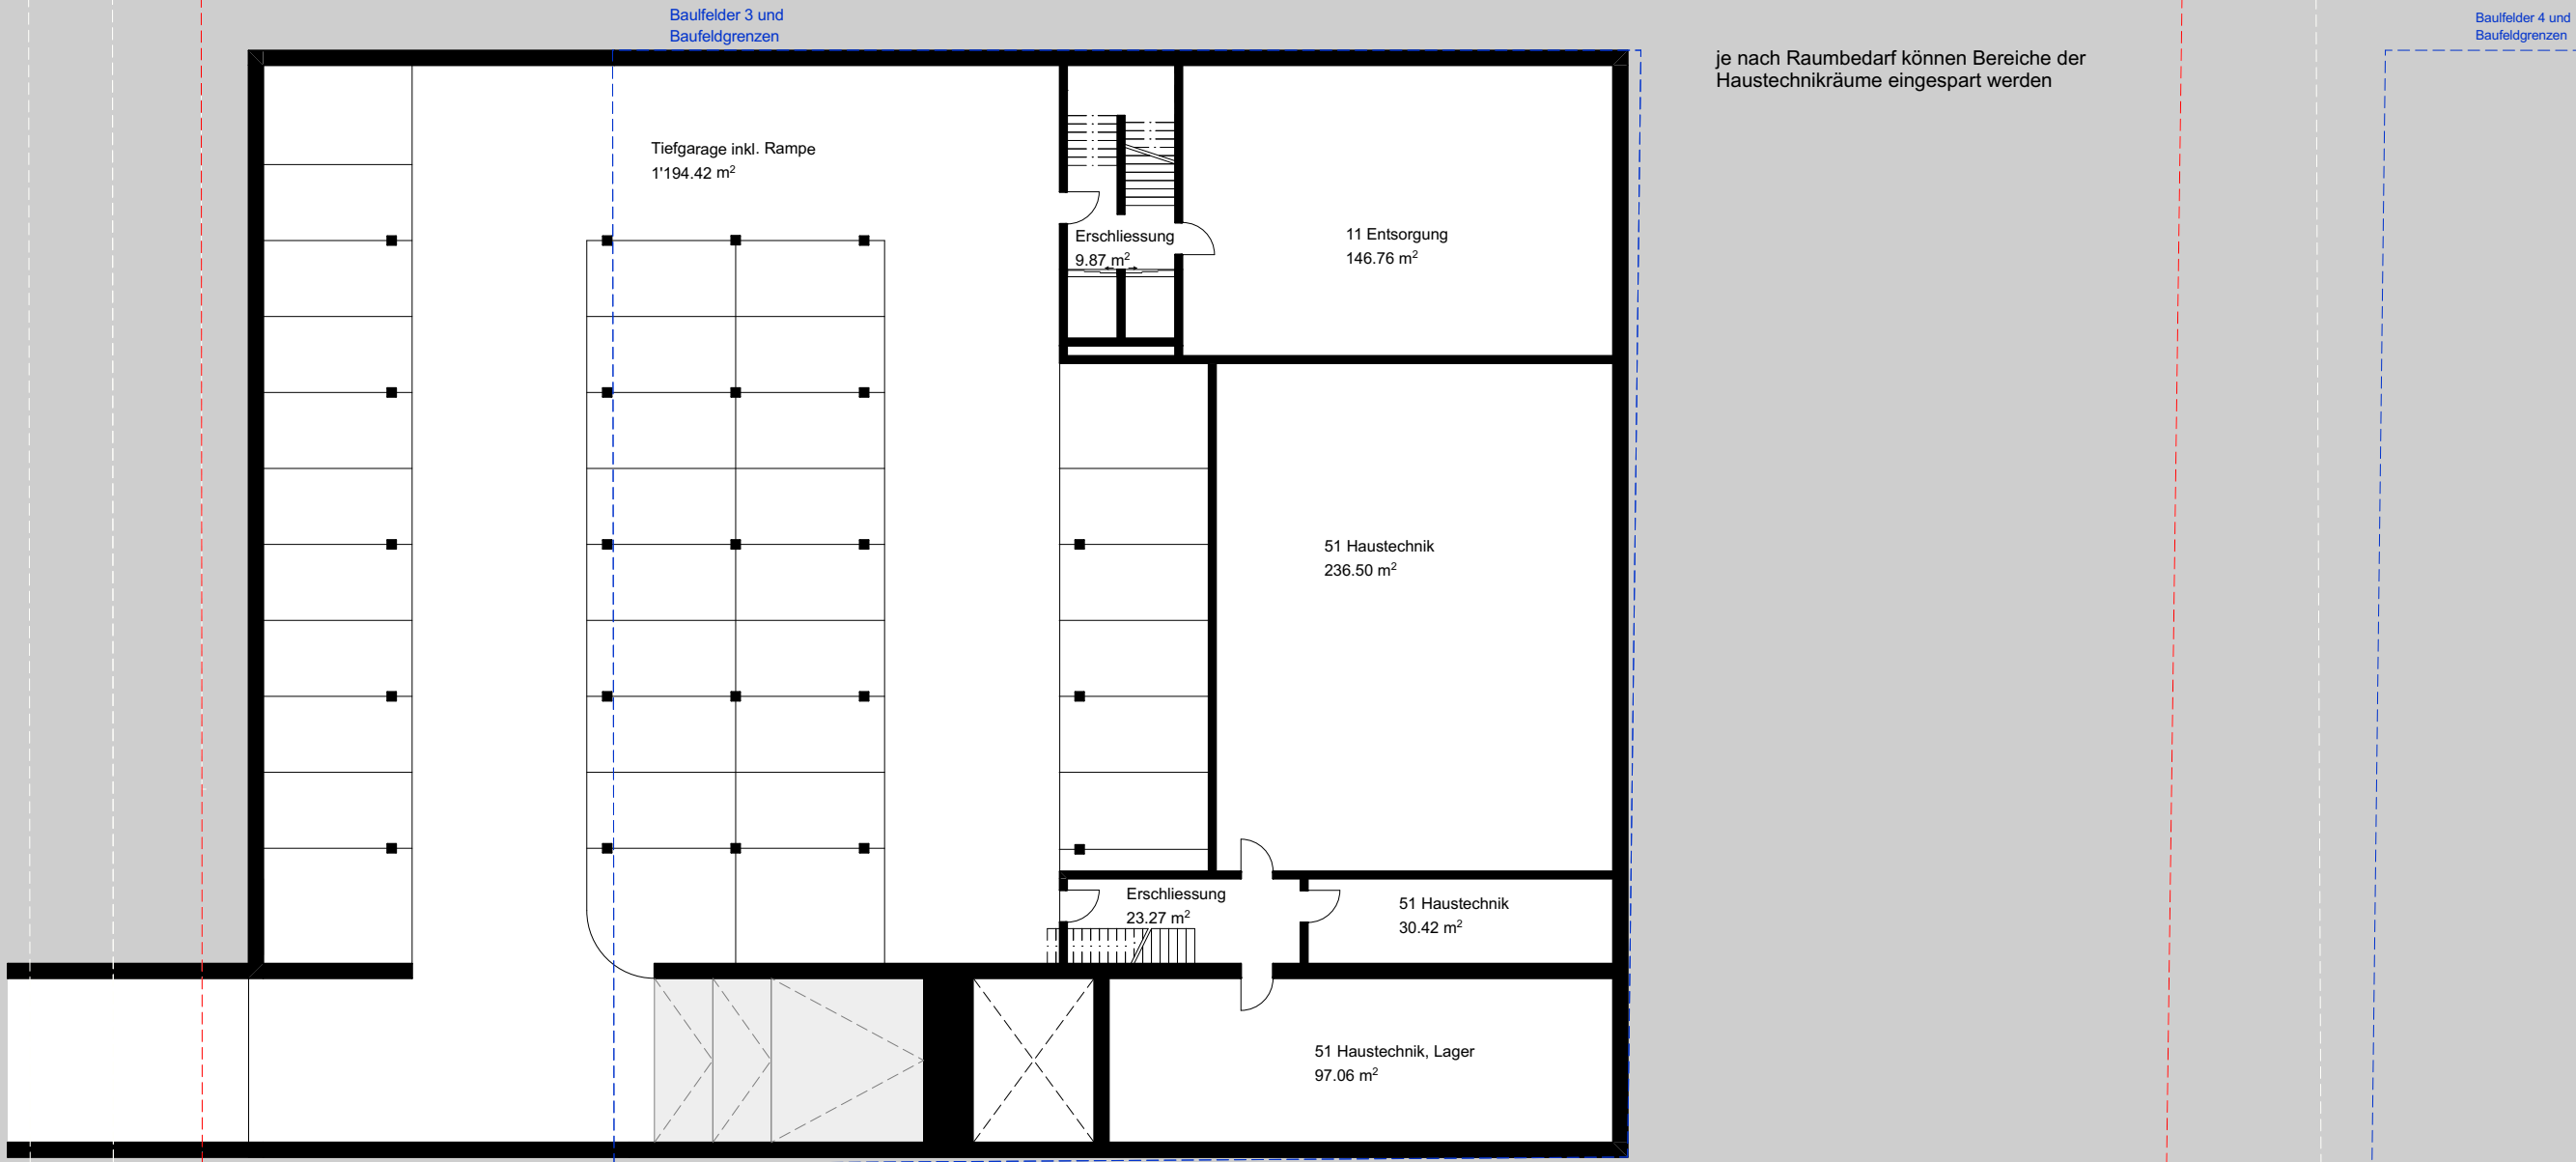 Baulfelder 3 und
Baufeldgrenzen
Baulfelder 4 und
Baufeldgrenzen
je nach Raumbedarf können Bereiche der
Haustechnikräume eingespart werden
Tiefgarage inkl. Rampe
1'194.42 m²
Erschliessung
9.87 m²
11 Entsorgung
146.76 m²
51 Haustechnik
236.50 m²
Erschliessung
23.27 m²
51 Haustechnik
30.42 m²
51 Haustechnik, Lager
97.06 m²